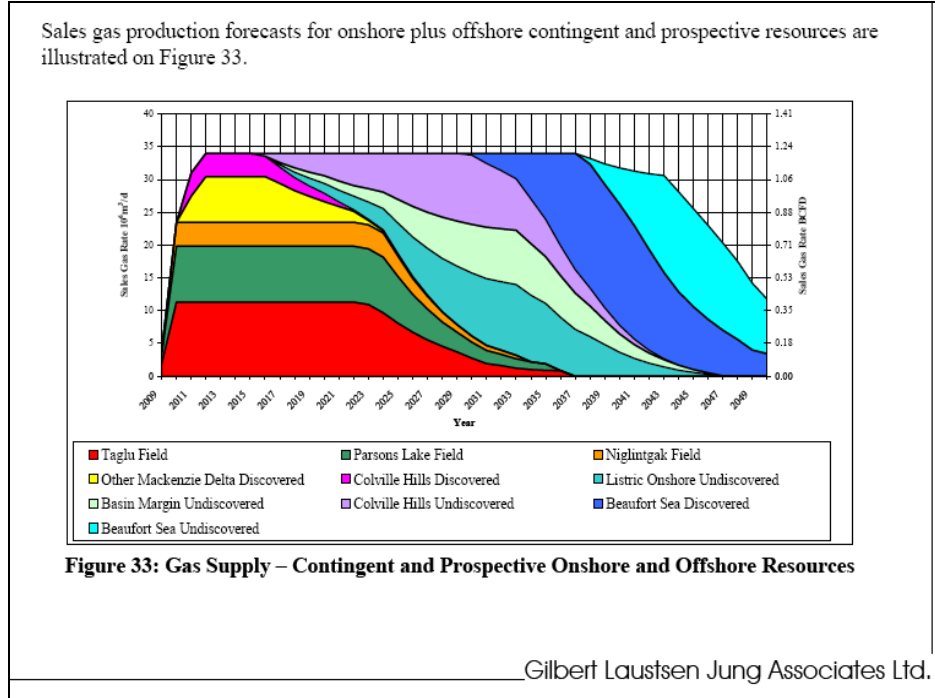 Sales gas production forecasts for onshore plus offshore contingent and prospective resources are
illustrated on Figure 33.
40
35
30
25
20
15
10
5
0
Sales Gas Rate 10⁶m³/d
1.41
1.24
1.06
0.88
0.71
0.53
0.35
0.18
0.00
Sales Gas Rate BCFD
2009 2011 2013 2015 2017 2019 2021 2023 2025 2027 2029 2031 2033 2035 2037 2039 2041 2043 2045 2047 2049
Year
Taglu Field Parsons Lake Field Niglintgak Field
Other Mackenzie Delta Discovered Colville Hills Discovered Listric Onshore Undiscovered
Basin Margin Undiscovered Colville Hills Undiscovered Beaufort Sea Discovered
Beaufort Sea Undiscovered
Figure 33: Gas Supply – Contingent and Prospective Onshore and Offshore Resources
Gilbert Laustsen Jung Associates Ltd.